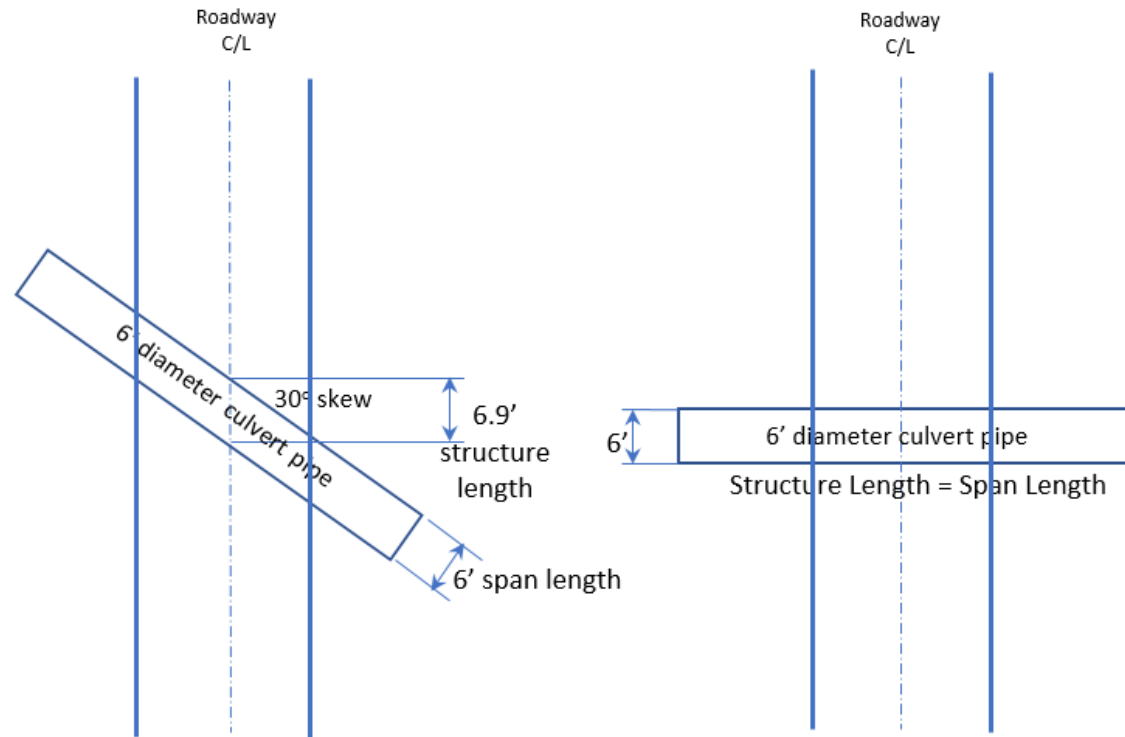 Roadway
C/L
6' diameter culvert pipe
30° skew
6.9'
structure
length
6' span length
Roadway
C/L
6'
6' diameter culvert pipe
Structure Length = Span Length